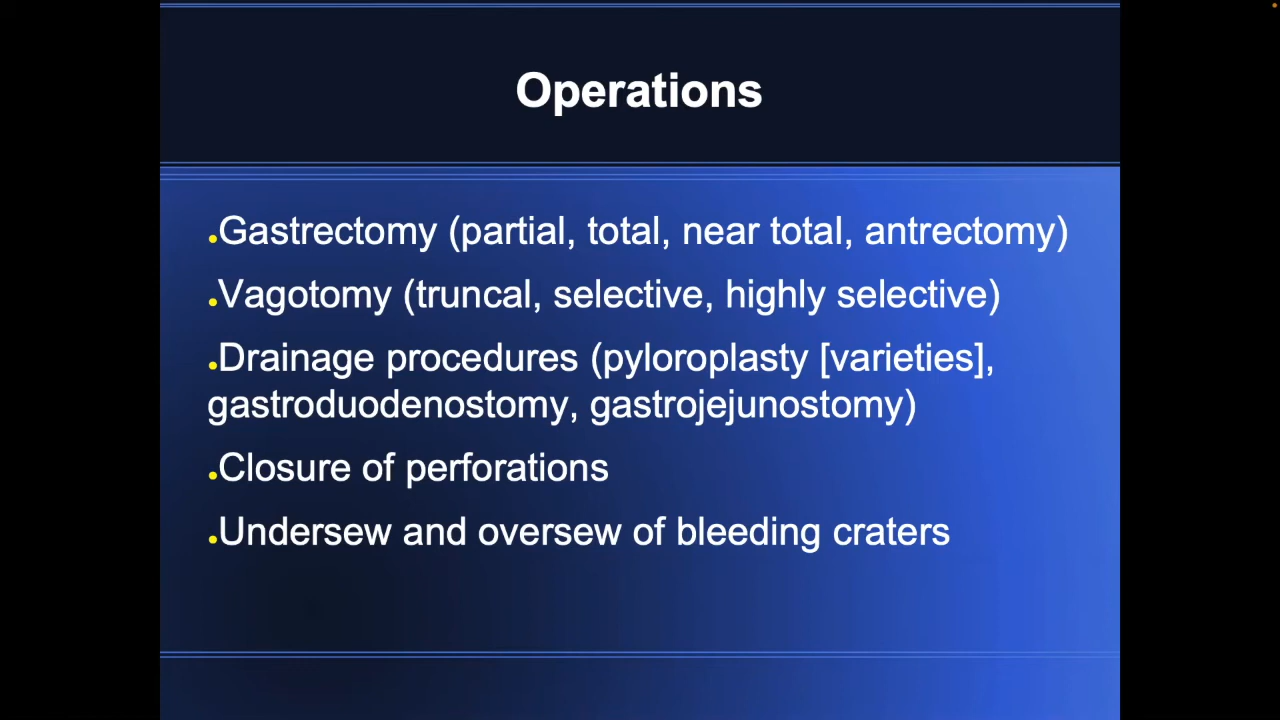 Operations
•Gastrectomy (partial, total, near total, antrectomy)
•Vagotomy (truncal, selective, highly selective)
•Drainage procedures (pyloroplasty [varieties],
gastroduodenostomy, gastrojejunostomy)
•Closure of perforations
•Undersew and oversew of bleeding craters